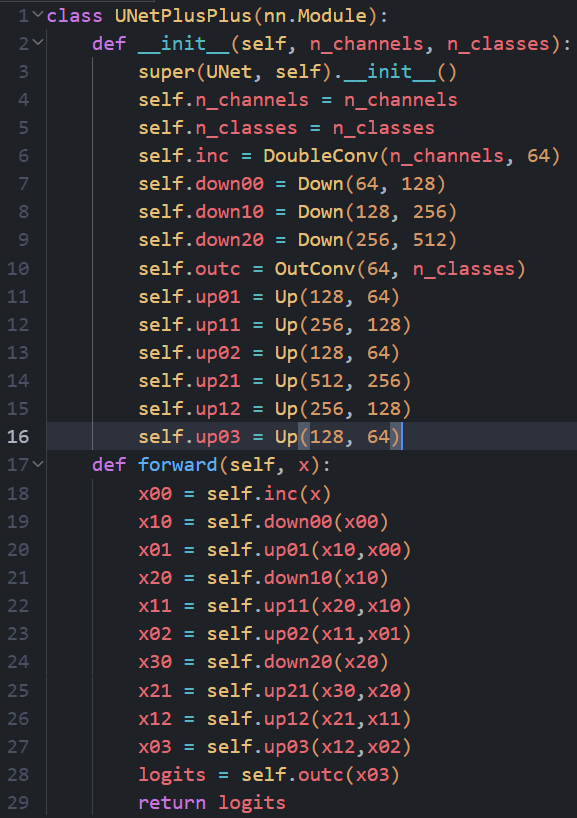 1 class UNetPlusPlus(nn.Module):
2     def __init__(self, n_channels, n_classes):
3         super(UNet, self).__init__()
4         self.n_channels = n_channels
5         self.n_classes = n_classes
6         self.inc = DoubleConv(n_channels, 64)
7         self.down00 = Down(64, 128)
8         self.down10 = Down(128, 256)
9         self.down20 = Down(256, 512)
10         self.outc = OutConv(64, n_classes)
11         self.up01 = Up(128, 64)
12         self.up11 = Up(256, 128)
13         self.up02 = Up(128, 64)
14         self.up21 = Up(512, 256)
15         self.up12 = Up(256, 128)
16         self.up03 = Up(128, 64)
17     def forward(self, x):
18         x00 = self.inc(x)
19         x10 = self.down00(x00)
20         x01 = self.up01(x10,x00)
21         x20 = self.down10(x10)
22         x11 = self.up11(x20,x10)
23         x02 = self.up02(x11,x01)
24         x30 = self.down20(x20)
25         x21 = self.up21(x30,x20)
26         x12 = self.up12(x21,x11)
27         x03 = self.up03(x12,x02)
28         logits = self.outc(x03)
29         return logits